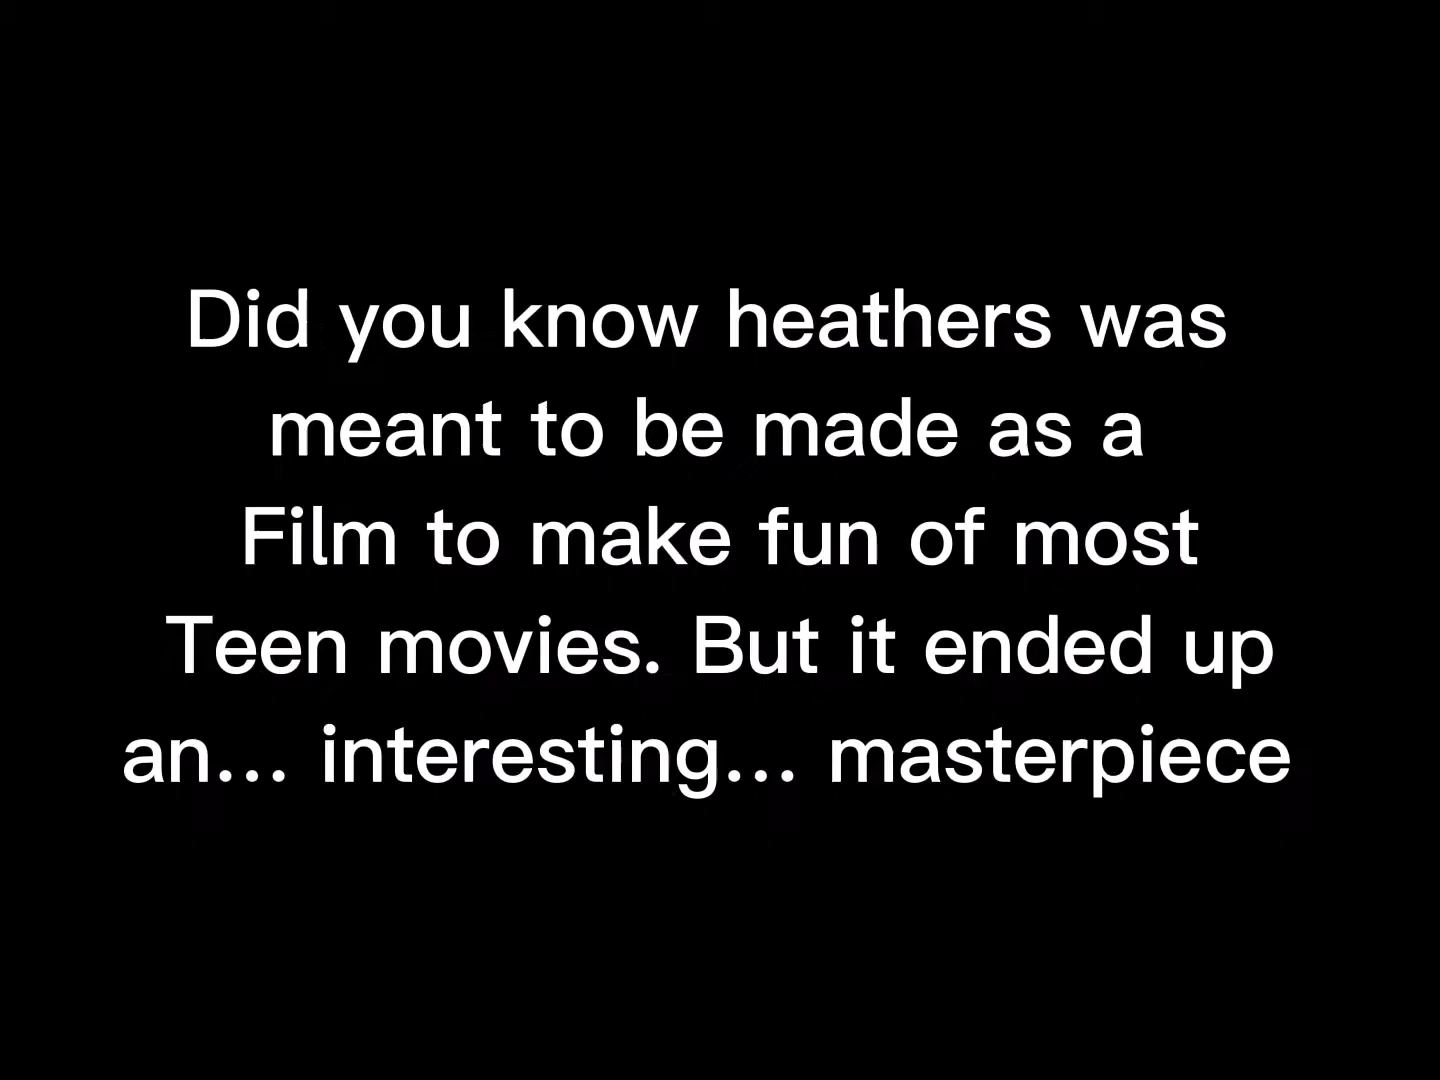 Did you know heathers was
meant to be made as a
Film to make fun of most
Teen movies. But it ended up
an... interesting... masterpiece